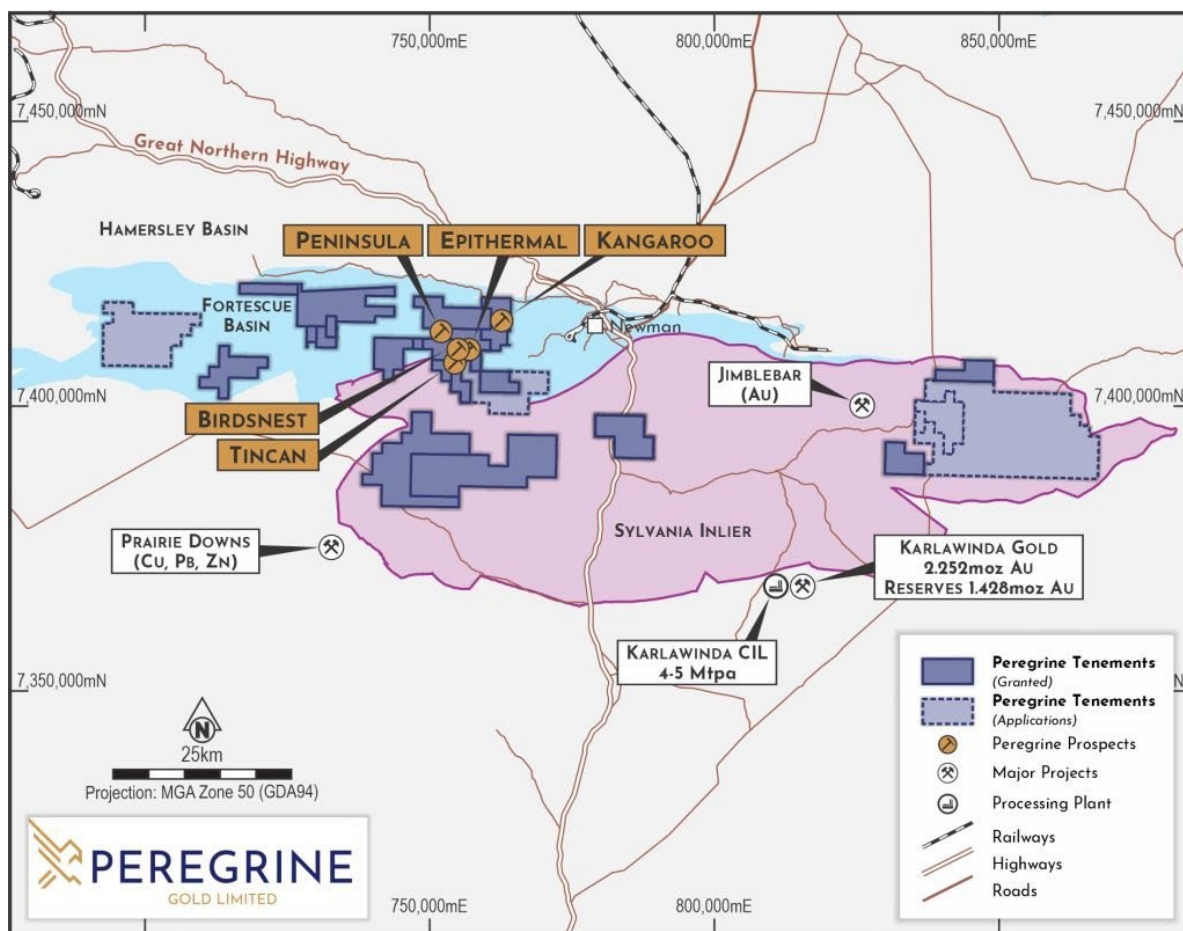 750,000mE
800,000mE
850,000mE
7,450,000mN
7,450,000mN
Great Northern Highway
Hamersley Basin
Peninsula
Epithermal
Kangaroo
Fortescue
Basin
Newman
Jimblebar
(Au)
7,400,000mN
7,400,000mN
Birdsnest
Tincan
Sylvania Inlier
Prairie Downs
(Cu, Pb, Zn)
Karlawinda Gold
2.252moz Au
Reserves 1.428moz Au
Karlawinda CIL
4-5 Mtpa
7,350,000mN
7,350,000mN
N
25km
Projection: MGA Zone 50 (GDA94)
Peregrine Tenements
(Granted)
Peregrine Tenements
(Applications)
Peregrine Prospects
Major Projects
Processing Plant
Railways
Highways
Roads
PEREGRINE
GOLD LIMITED
750,000mE
800,000mE